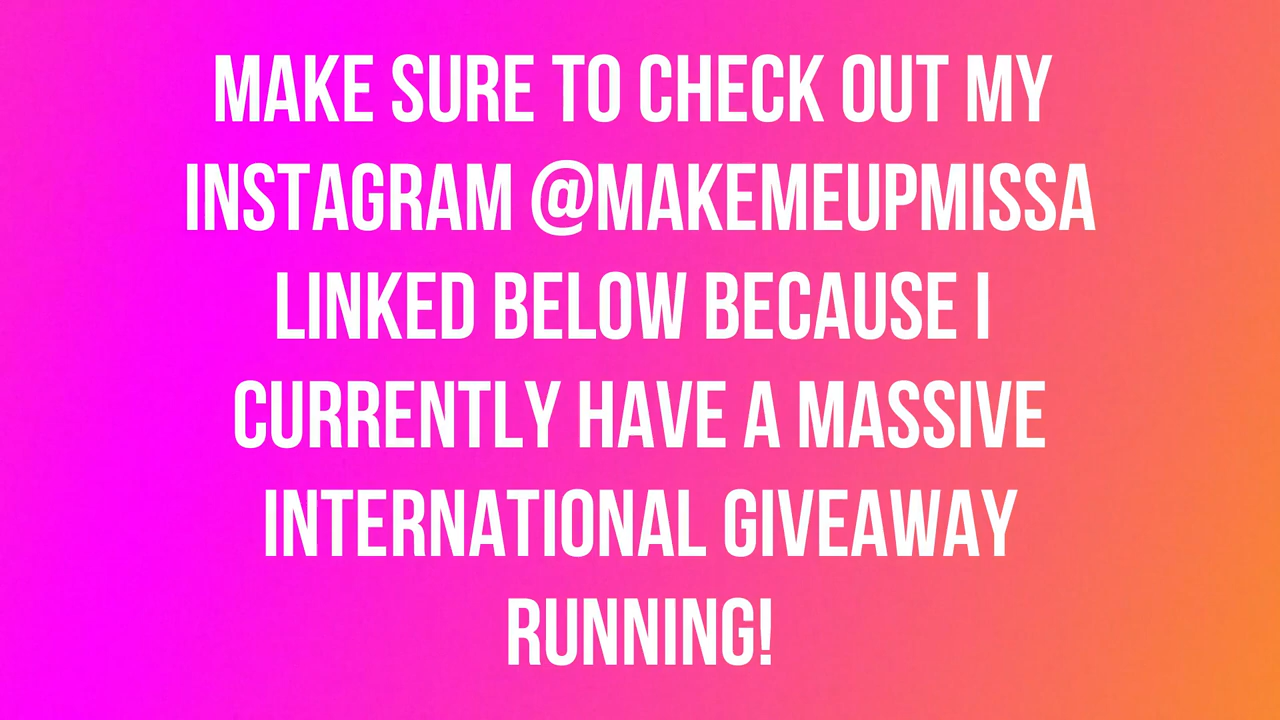 MAKE SURE TO CHECK OUT MY
INSTAGRAM @MAKEMEUPMISSA
LINKED BELOW BECAUSE I
CURRENTLY HAVE A MASSIVE
INTERNATIONAL GIVEAWAY
RUNNING!